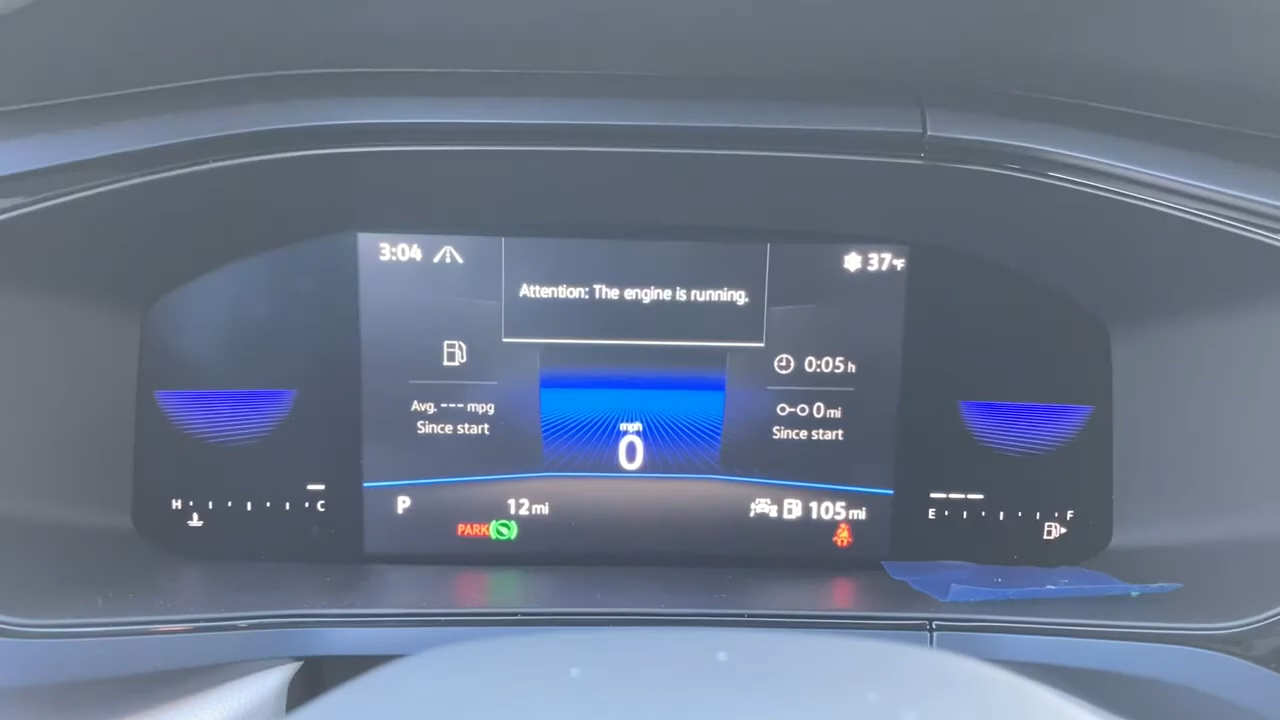 3:04
37°F
Attention: The engine is running.
0:05 h
Avg. --- mpg
Since start
0 mi
Since start
mph
0
H
C
P
12 mi
105 mi
E
F
PARK